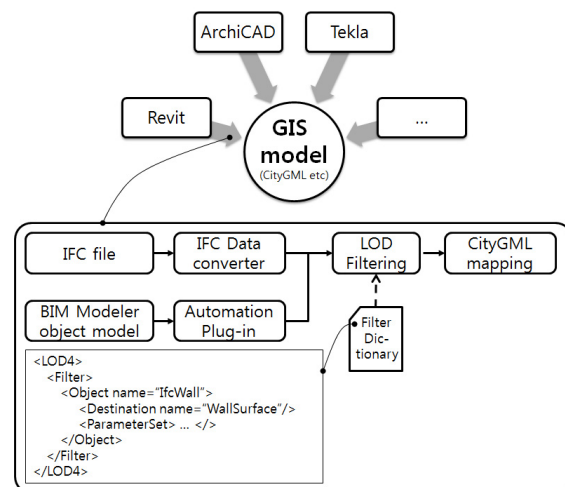 ArchiCAD
Tekla
Revit
...
GIS
model
(CityGML etc)
IFC file
IFC Data
converter
LOD
Filtering
CityGML
mapping
BIM Modeler
object model
Automation
Plug-in
Filter
Dic-
tionary
<LOD4>
<Filter>
<Object name="IfcWall">
<Destination name="WallSurface"/>
<ParameterSet> ... </>
</Object>
</Filter>
</LOD4>